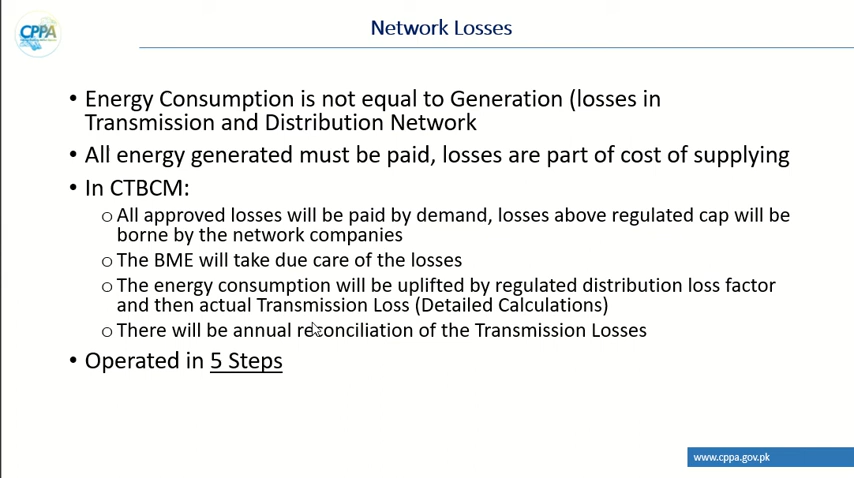 CPPA
Network Losses
• Energy Consumption is not equal to Generation (losses in
Transmission and Distribution Network
• All energy generated must be paid, losses are part of cost of supplying
• In CTBCM:
o All approved losses will be paid by demand, losses above regulated cap will be
borne by the network companies
o The BME will take due care of the losses
o The energy consumption will be uplifted by regulated distribution loss factor
and then actual Transmission Loss (Detailed Calculations)
o There will be annual reconciliation of the Transmission Losses
• Operated in 5 Steps
www.cppa.gov.pk